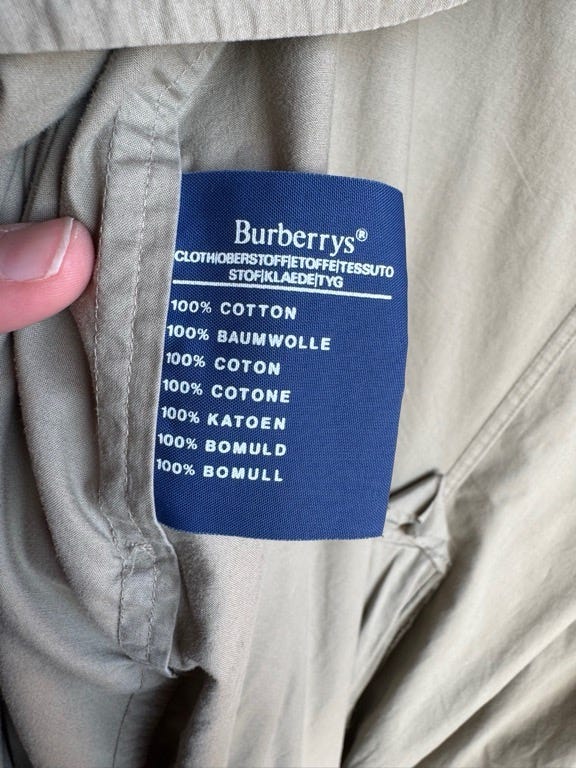 Burberrys®
CLOTH|OBERSTOFF|ETOFFE|TESSUTO
STOF|KLAEDE|TYG
100% COTTON
100% BAUMWOLLE
100% COTON
100% COTONE
100% KATOEN
100% BOMULD
100% BOMULL